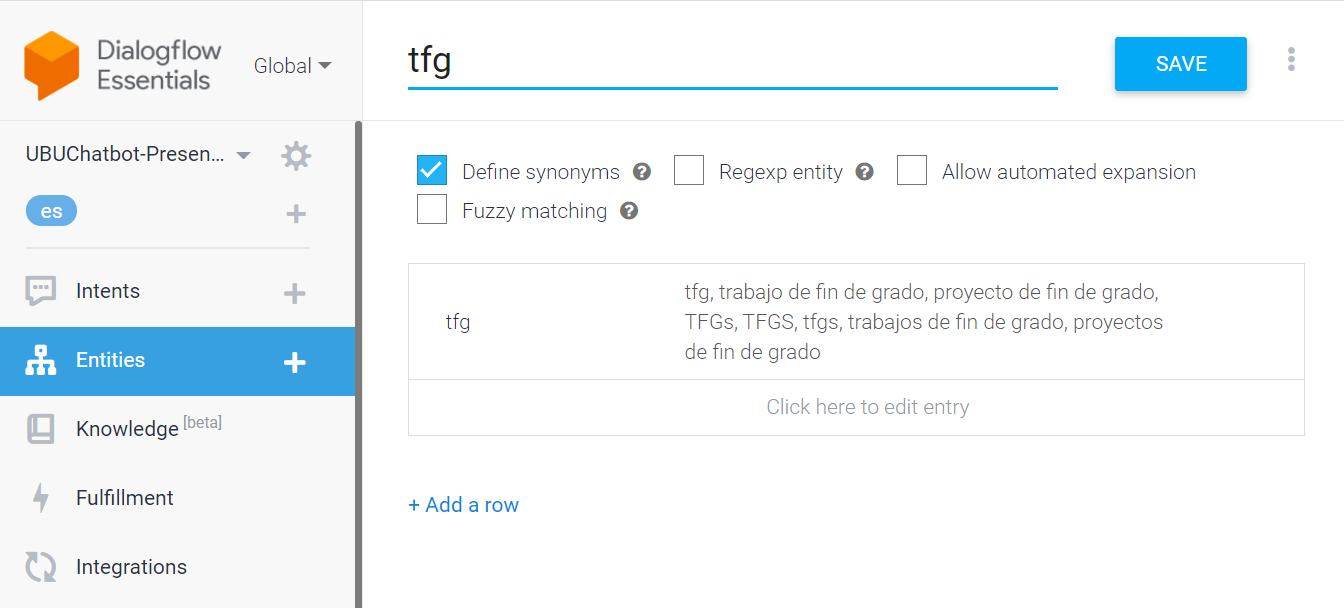 Dialogflow
Essentials
Global
tfg
SAVE
UBUChatbot-Presen...
es
Define synonyms
Regexp entity
Allow automated expansion
Fuzzy matching
Intents
Entities
Knowledge [beta]
Fulfillment
Integrations
tfg
tfg, trabajo de fin de grado, proyecto de fin de grado,
TFGs, TFGS, tfgs, trabajos de fin de grado, proyectos
de fin de grado
Click here to edit entry
+ Add a row